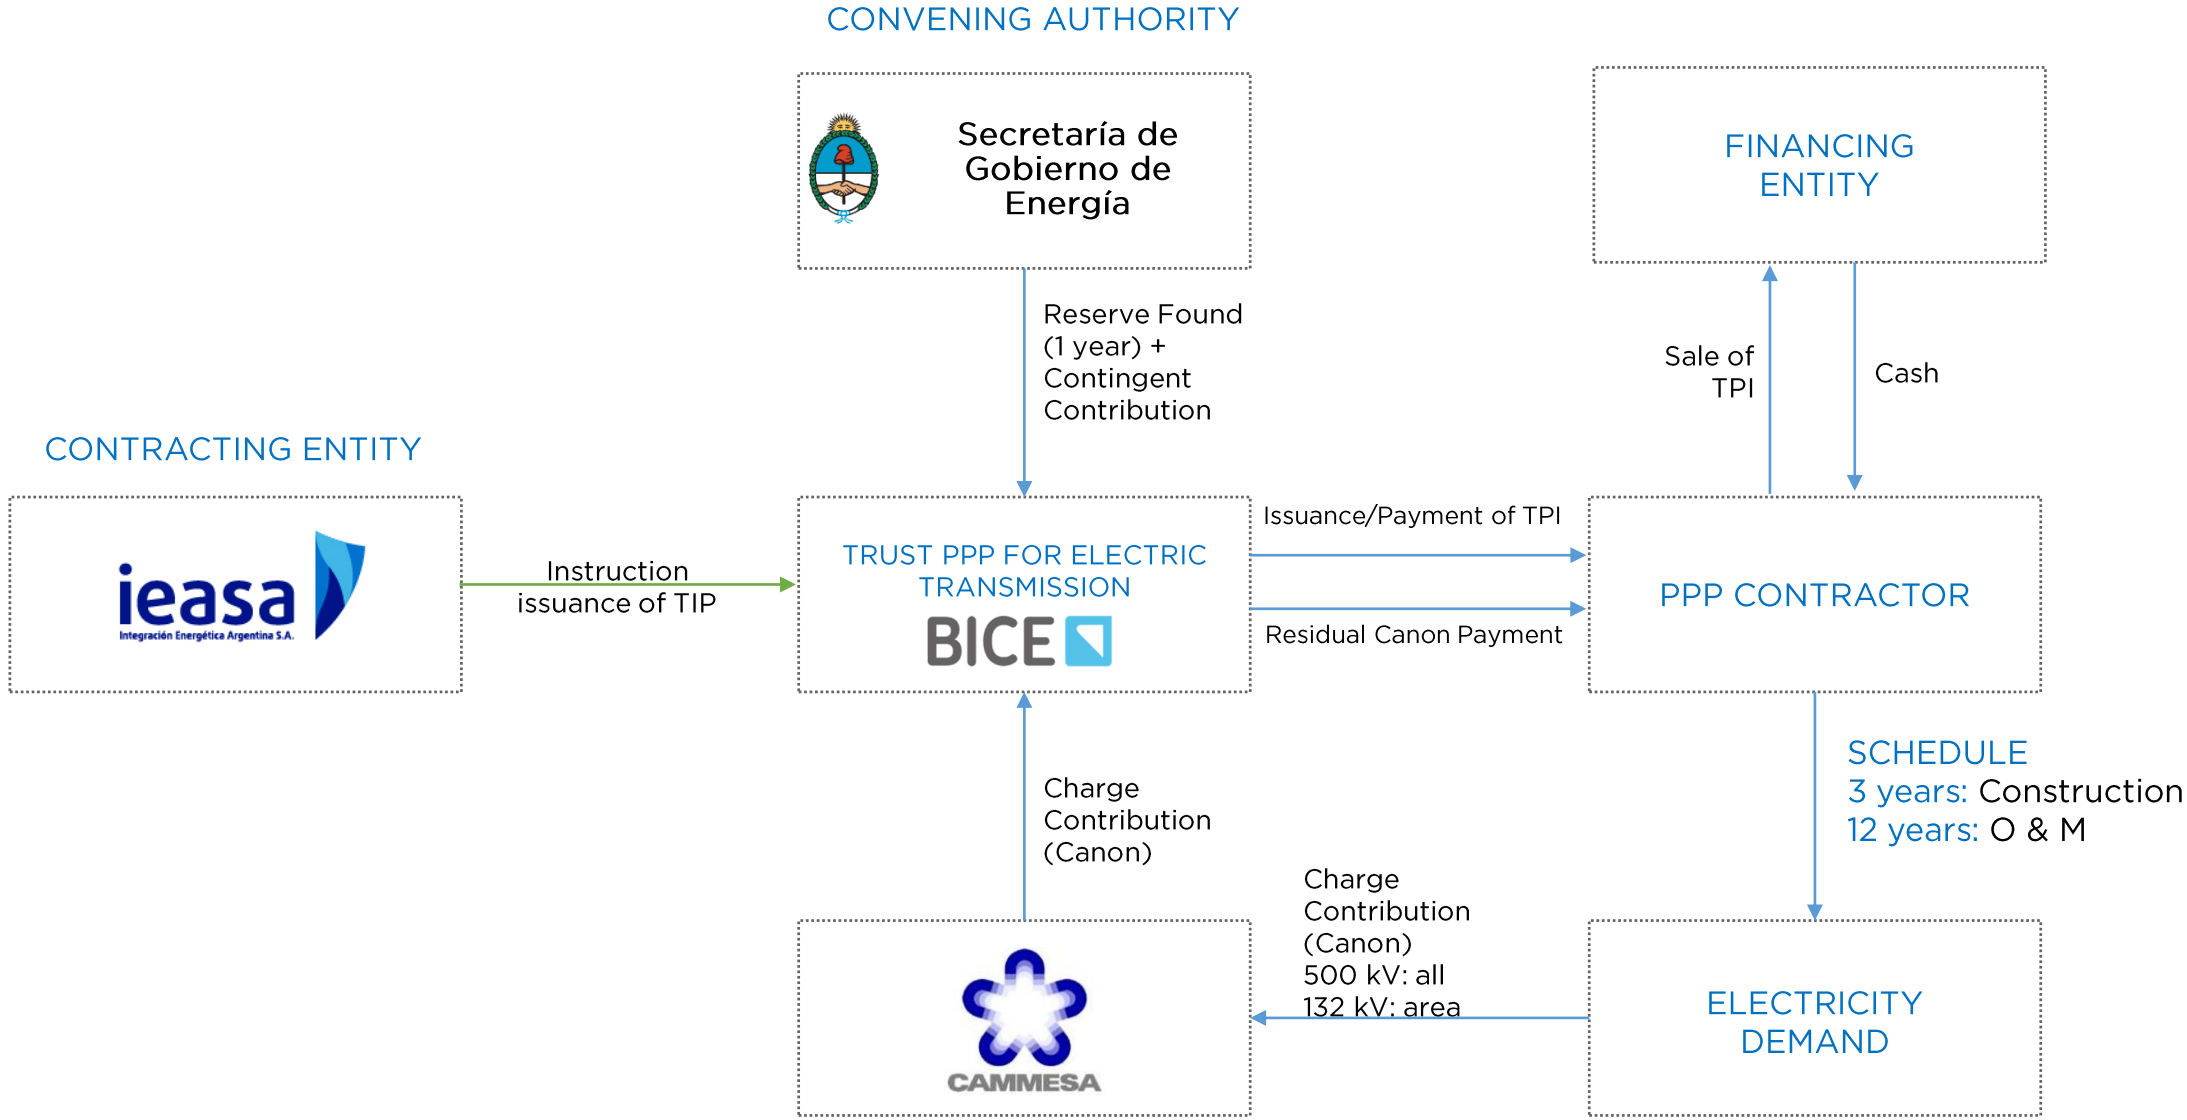 CONVENING AUTHORITY
Secretaría de
Gobierno de
Energía
FINANCING
ENTITY
Reserve Found
(1 year) +
Contingent
Contribution
Sale of
TPI
Cash
CONTRACTING ENTITY
ieasa
Integración Energética Argentina S.A.
Instruction
issuance of TIP
TRUST PPP FOR ELECTRIC
TRANSMISSION
BICE
Issuance/Payment of TPI
Residual Canon Payment
PPP CONTRACTOR
SCHEDULE
3 years: Construction
12 years: O & M
Charge
Contribution
(Canon)
Charge
Contribution
(Canon)
500 kV: all
132 kV: area
CAMMESA
ELECTRICITY
DEMAND